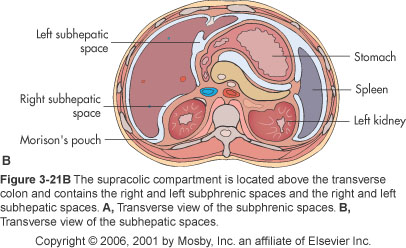 Left subhepatic
space
Stomach
Spleen
Right subhepatic
space
Left kidney
Morison's pouch
B
Figure 3-21B The supracolic compartment is located above the transverse
colon and contains the right and left subphrenic spaces and the right and left
subhepatic spaces. A, Transverse view of the subphrenic spaces. B,
Transverse view of the subhepatic spaces.
Copyright © 2006, 2001 by Mosby, Inc. an affiliate of Elsevier Inc.